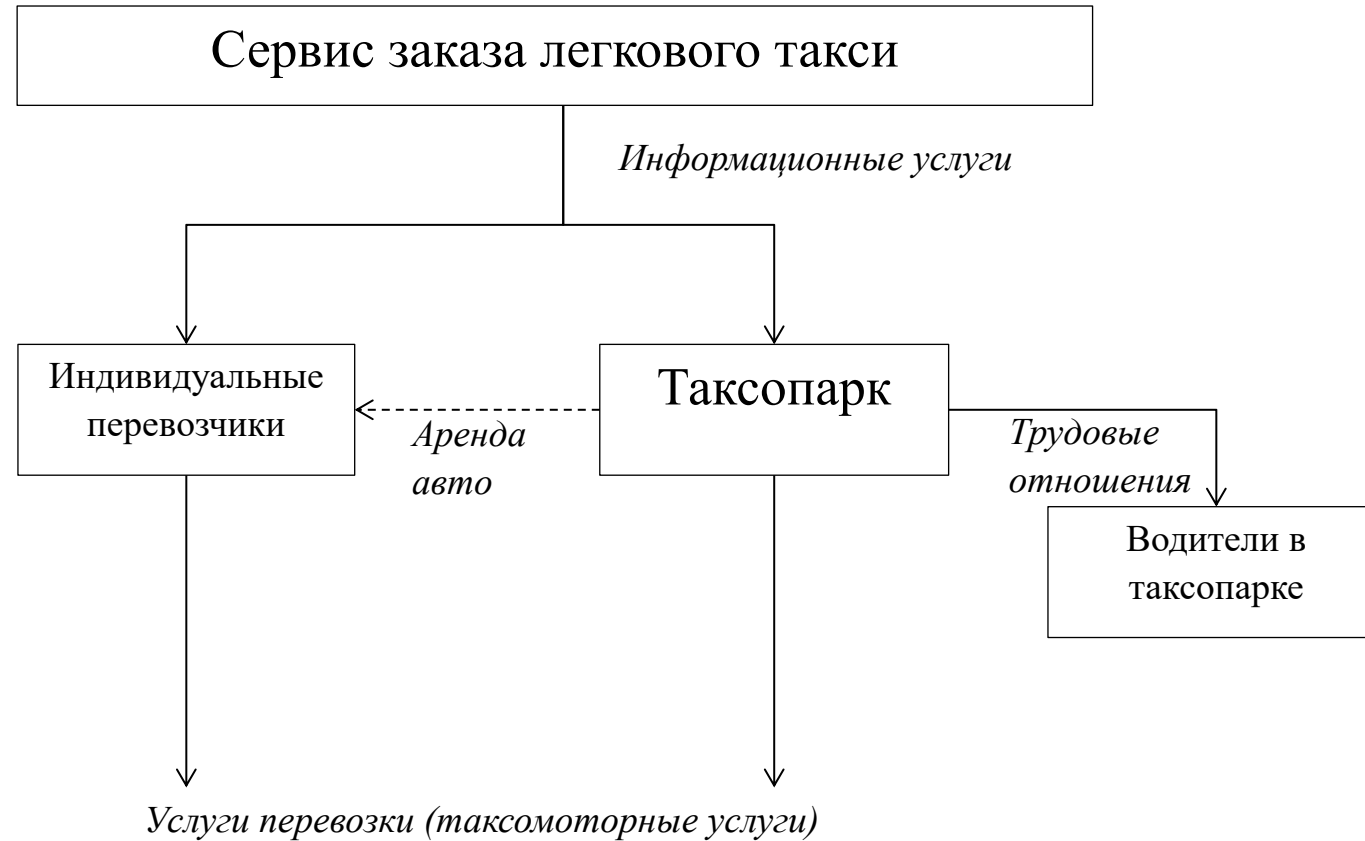 Сервис заказа легкового такси
Информационные услуги
Индивидуальные
перевозчики
Аренда
авто
Таксопарк
Трудовые
отношения
Водители в
таксопарке
Услуги перевозки (таксомоторные услуги)